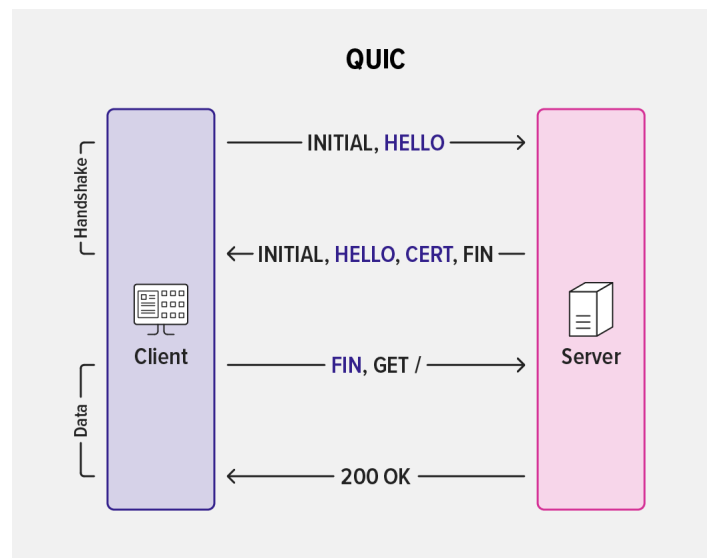 QUIC
INITIAL, HELLO
Handshake
INITIAL, HELLO, CERT, FIN
Client
Server
FIN, GET /
Data
200 OK